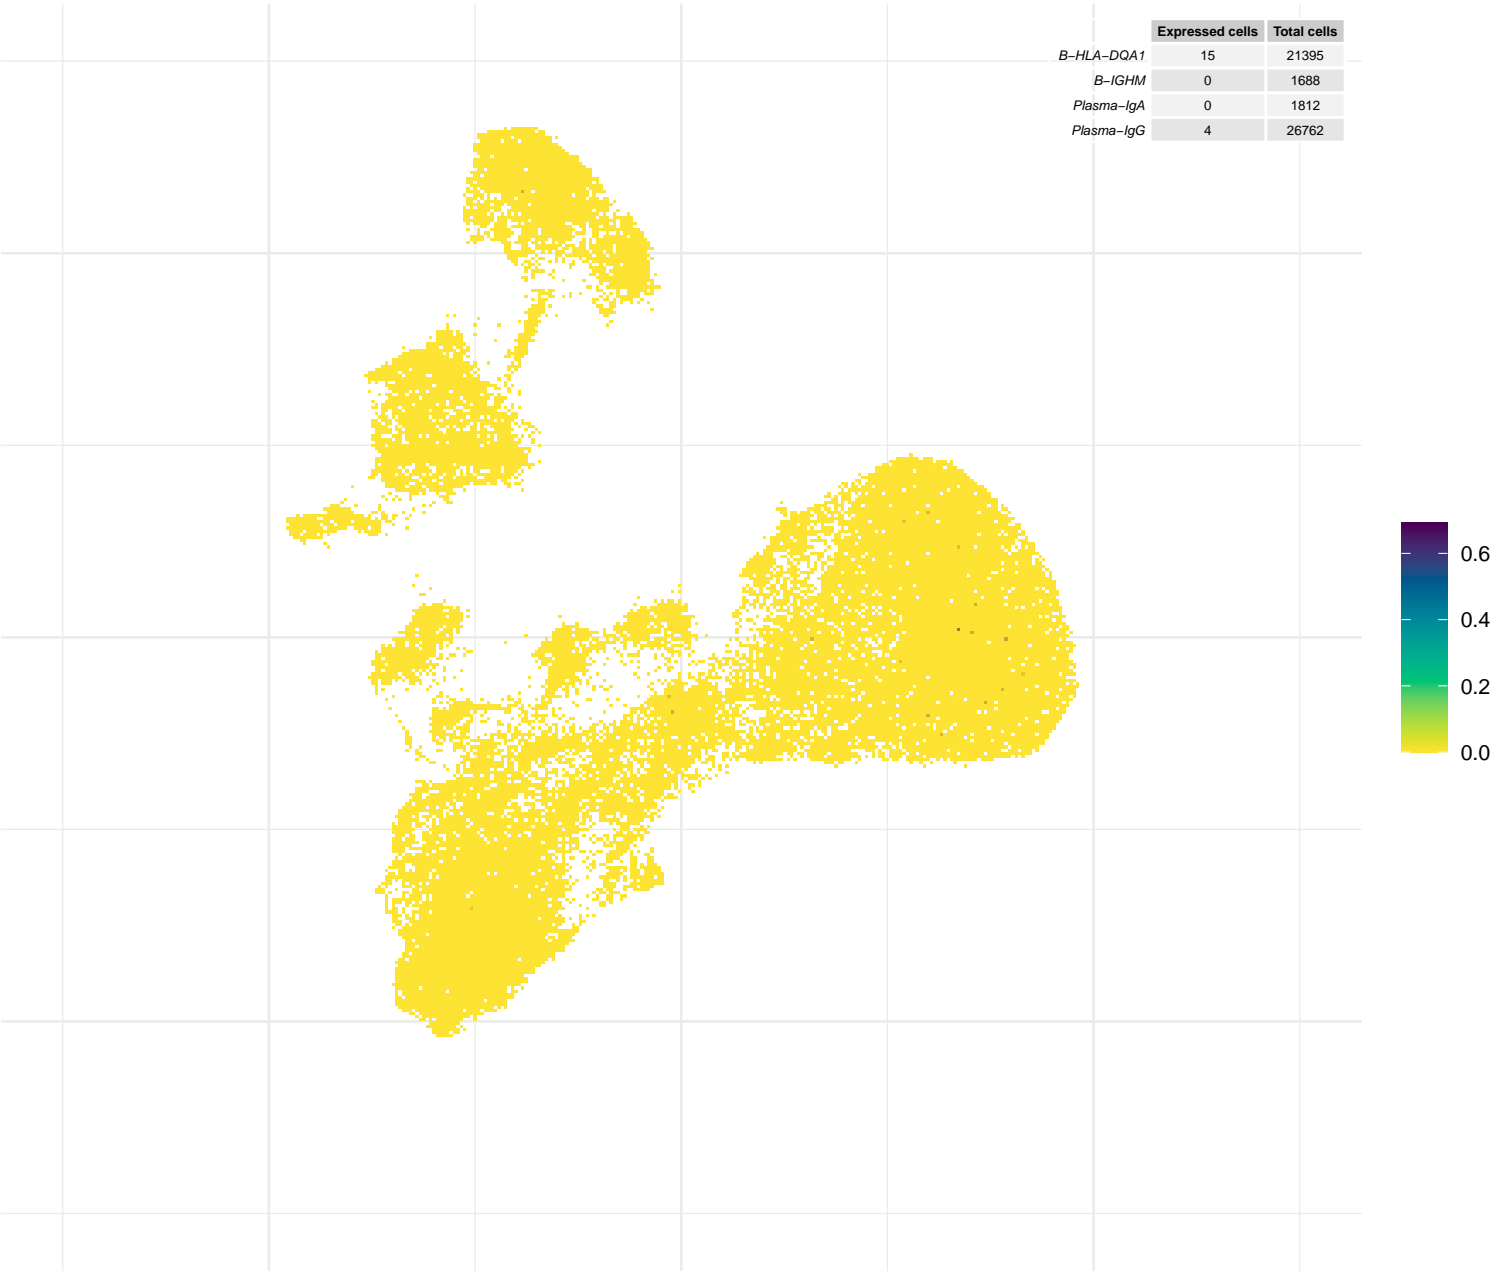 Expressed cells Total cells
B−HLA−DQA1 15 21395
B−IGHM 0 1688
Plasma−IgA 0 1812
Plasma−IgG 4 26762
0.6
0.4
0.2
0.0